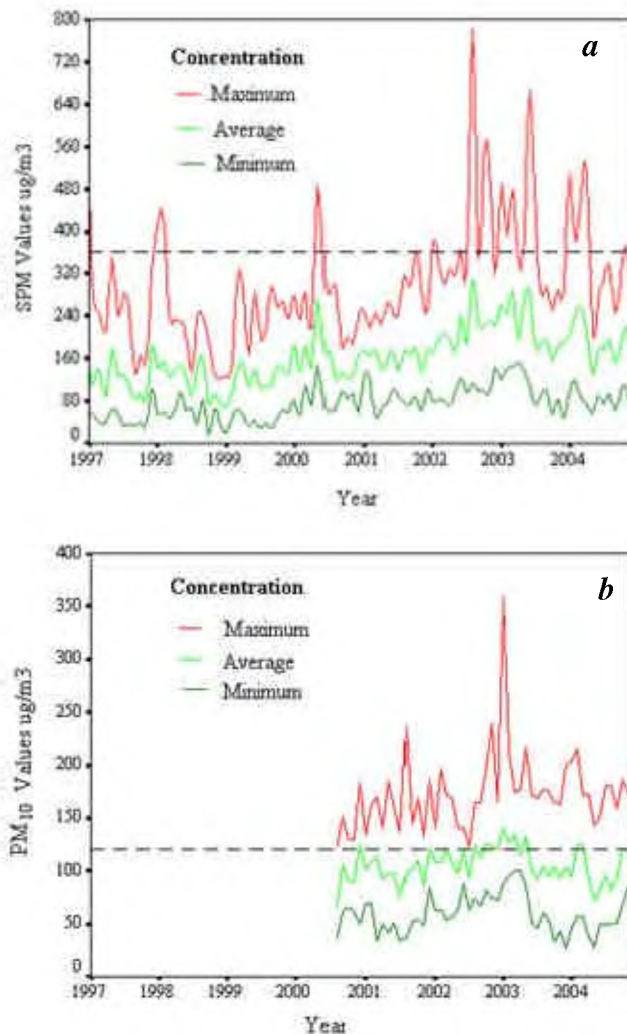 800
a
720
Concentration
Maximum
640
Average
560
Minimum
480
400
320
240
160
80
0
SPM Values ug/m3
1997 1998 1999 2000 2001 2002 2003 2004
Year
400
b
Concentration
350
Maximum
Average
300
Minimum
250
200
150
100
50
0
PM10 Values ug/m3
1997 1998 1999 2000 2001 2002 2003 2004
Year